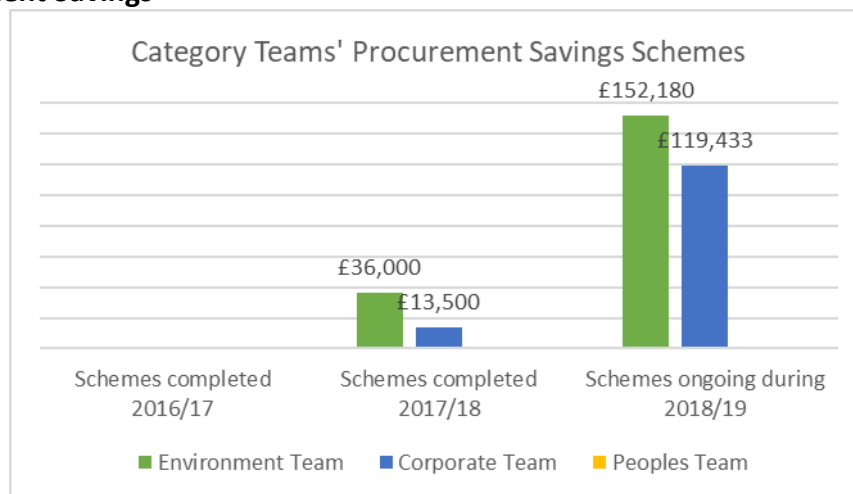 Savings
Category Teams' Procurement Savings Schemes
£152,180
£119,433
£36,000
£13,500
Schemes completed
2016/17
Schemes completed
2017/18
Schemes ongoing during
2018/19
Environment Team
Corporate Team
Peoples Team